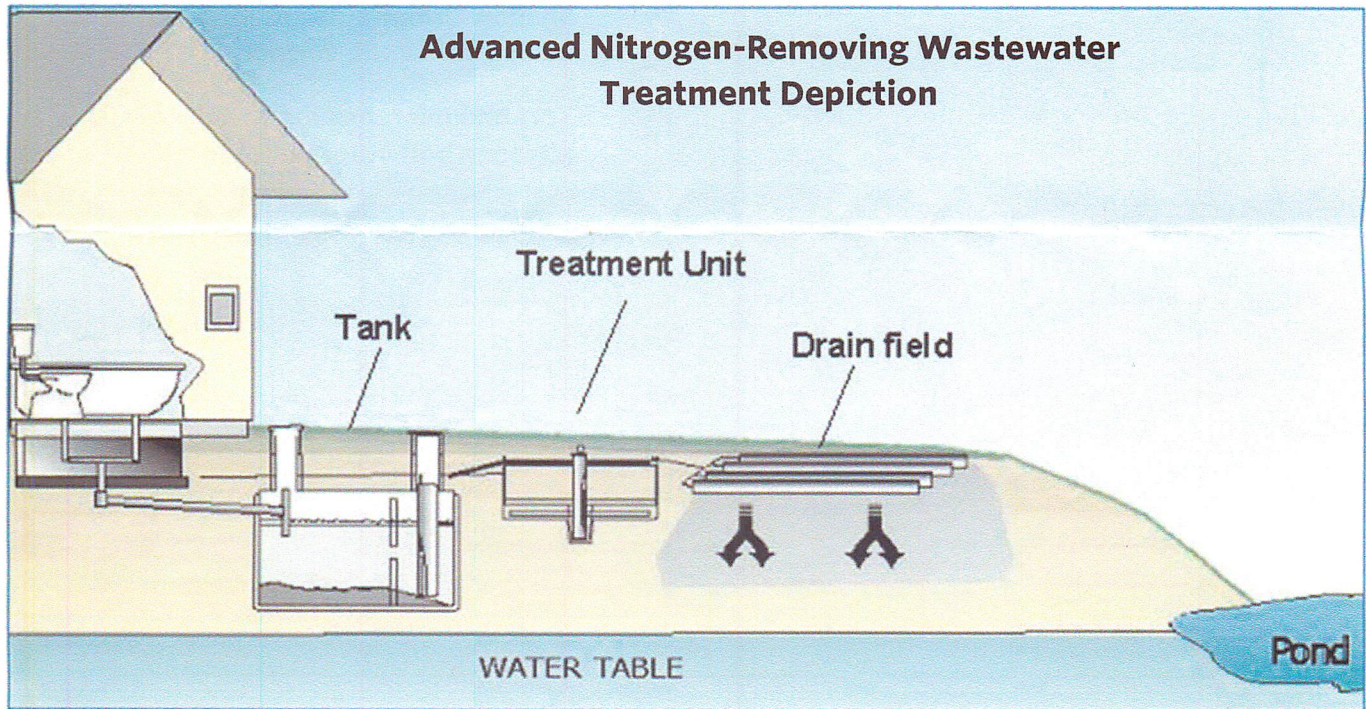 Advanced Nitrogen-Removing Wastewater
Treatment Depiction
Treatment Unit
Tank
Drain field
WATER TABLE
Pond